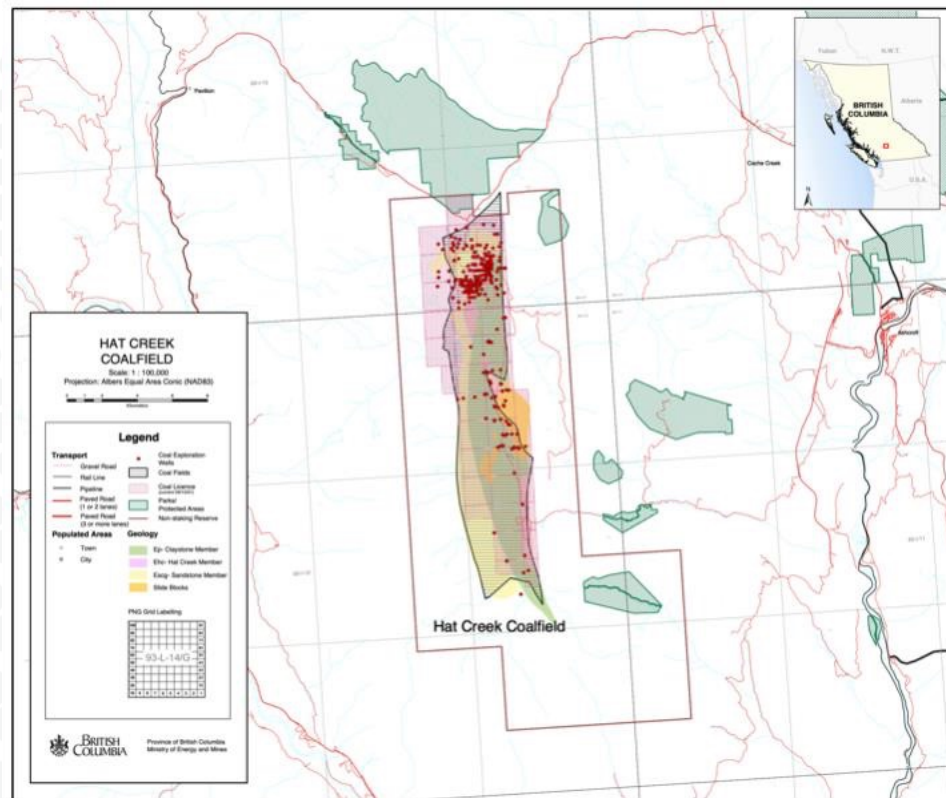 Yukon
N.W.T.
BRITISH
COLUMBIA
Alberta
U.S.A.
N
Pavilion
Cache Creek
Ashcroft
HAT CREEK
COALFIELD
Scale: 1 : 100,000
Projection: Albers Equal Area Conic (NAD83)
Kilometres
Legend
Transport
Gravel Road
Rail Line
Pipeline
Paved Road
(1 or 2 lanes)
Paved Road
(3 or more lanes)
Populated Areas
Town
City
Coal Exploration
Wells
Coal Fields
Coal Licence
Parks/
Protected Areas
Non-staking Reserve
Geology
Ep- Claystone Member
Ehc- Hat Creek Member
Slide Blocks
PNG Grid Labelling
93-L-14/G
Hat Creek Coalfield
BRITISH
COLUMBIA
Province of British Columbia
Ministry of Energy and Mines